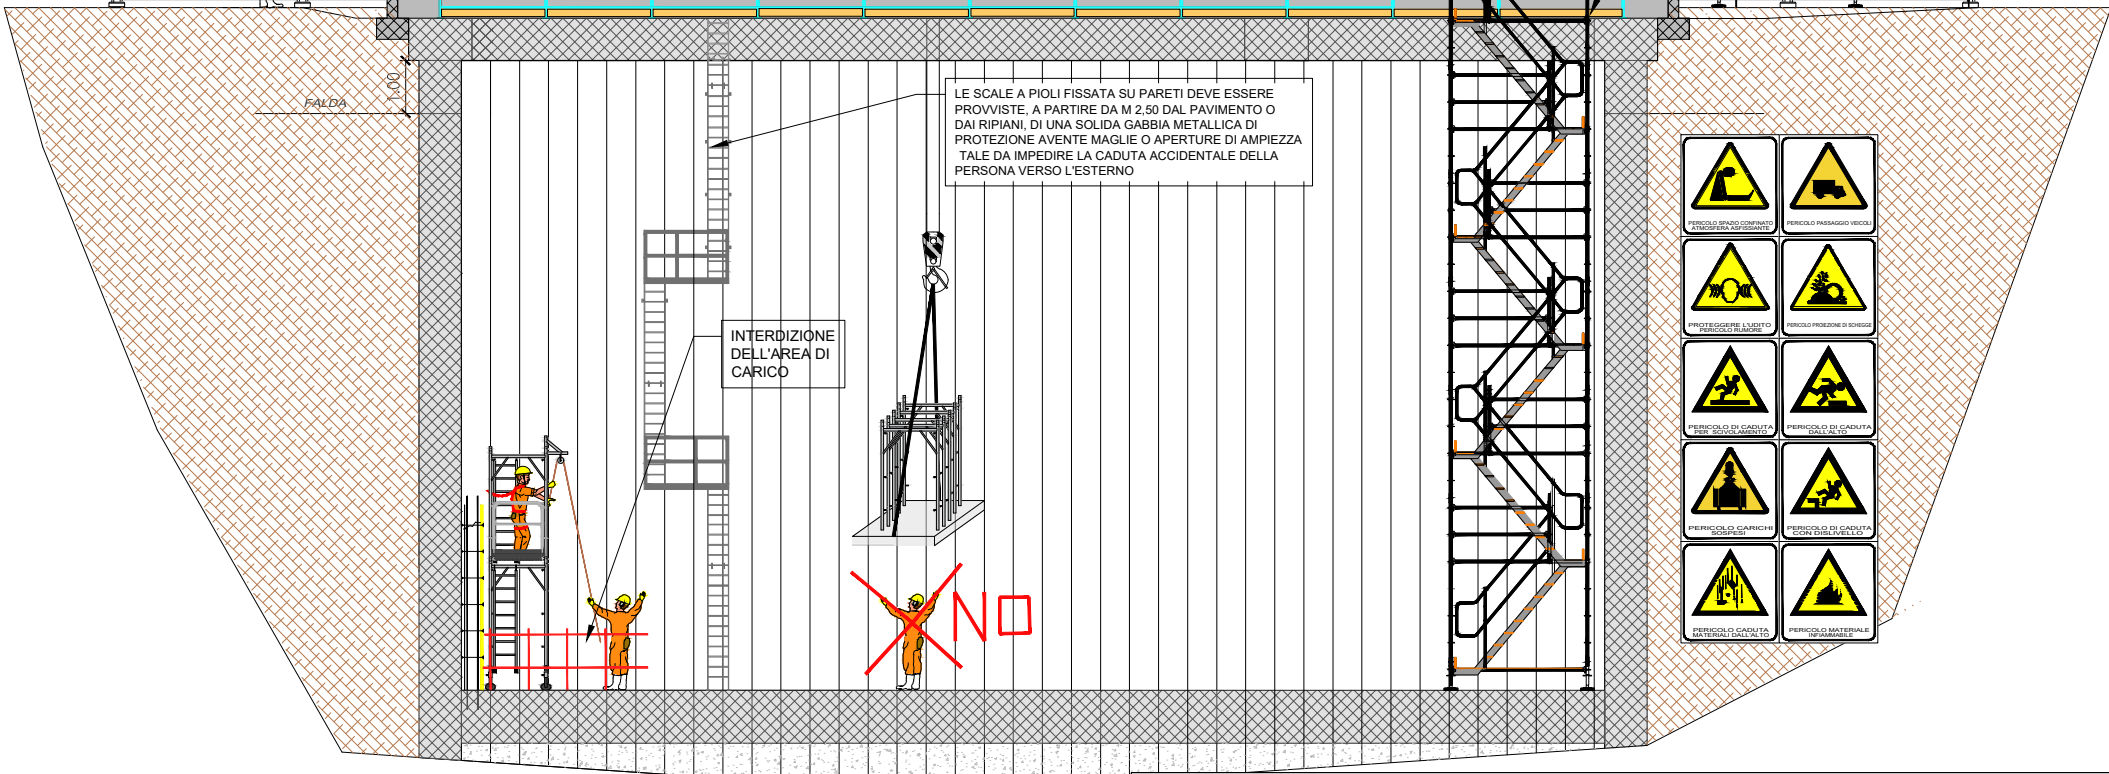 FALDA
1.00
LE SCALE A PIOLI FISSATA SU PARETI DEVE ESSERE
PROVVISTE, A PARTIRE DA M 2,50 DAL PAVIMENTO O
DAI RIPIANI, DI UNA SOLIDA GABBIA METALLICA DI
PROTEZIONE AVENTE MAGLIE O APERTURE DI AMPIEZZA
TALE DA IMPEDIRE LA CADUTA ACCIDENTALE DELLA
PERSONA VERSO L'ESTERNO
INTERDIZIONE
DELL'AREA DI
CARICO
NO
PERICOLO SPAZIO CONFINATO
ATMOSFERA ASFISSIANTE
PERICOLO PASSAGGIO VEICOLI
PROTEGGERE L'UDITO
PERICOLO RUMORE
PERICOLO PROIEZIONE DI SCHEGGE
PERICOLO DI CADUTA
PER SCIVOLAMENTO
PERICOLO DI CADUTA
DALL'ALTO
PERICOLO CARICHI
SOSPESI
PERICOLO DI CADUTA
CON DISLIVELLO
PERICOLO CADUTA
MATERIALI DALL'ALTO
PERICOLO MATERIALE
INFIAMMABILE